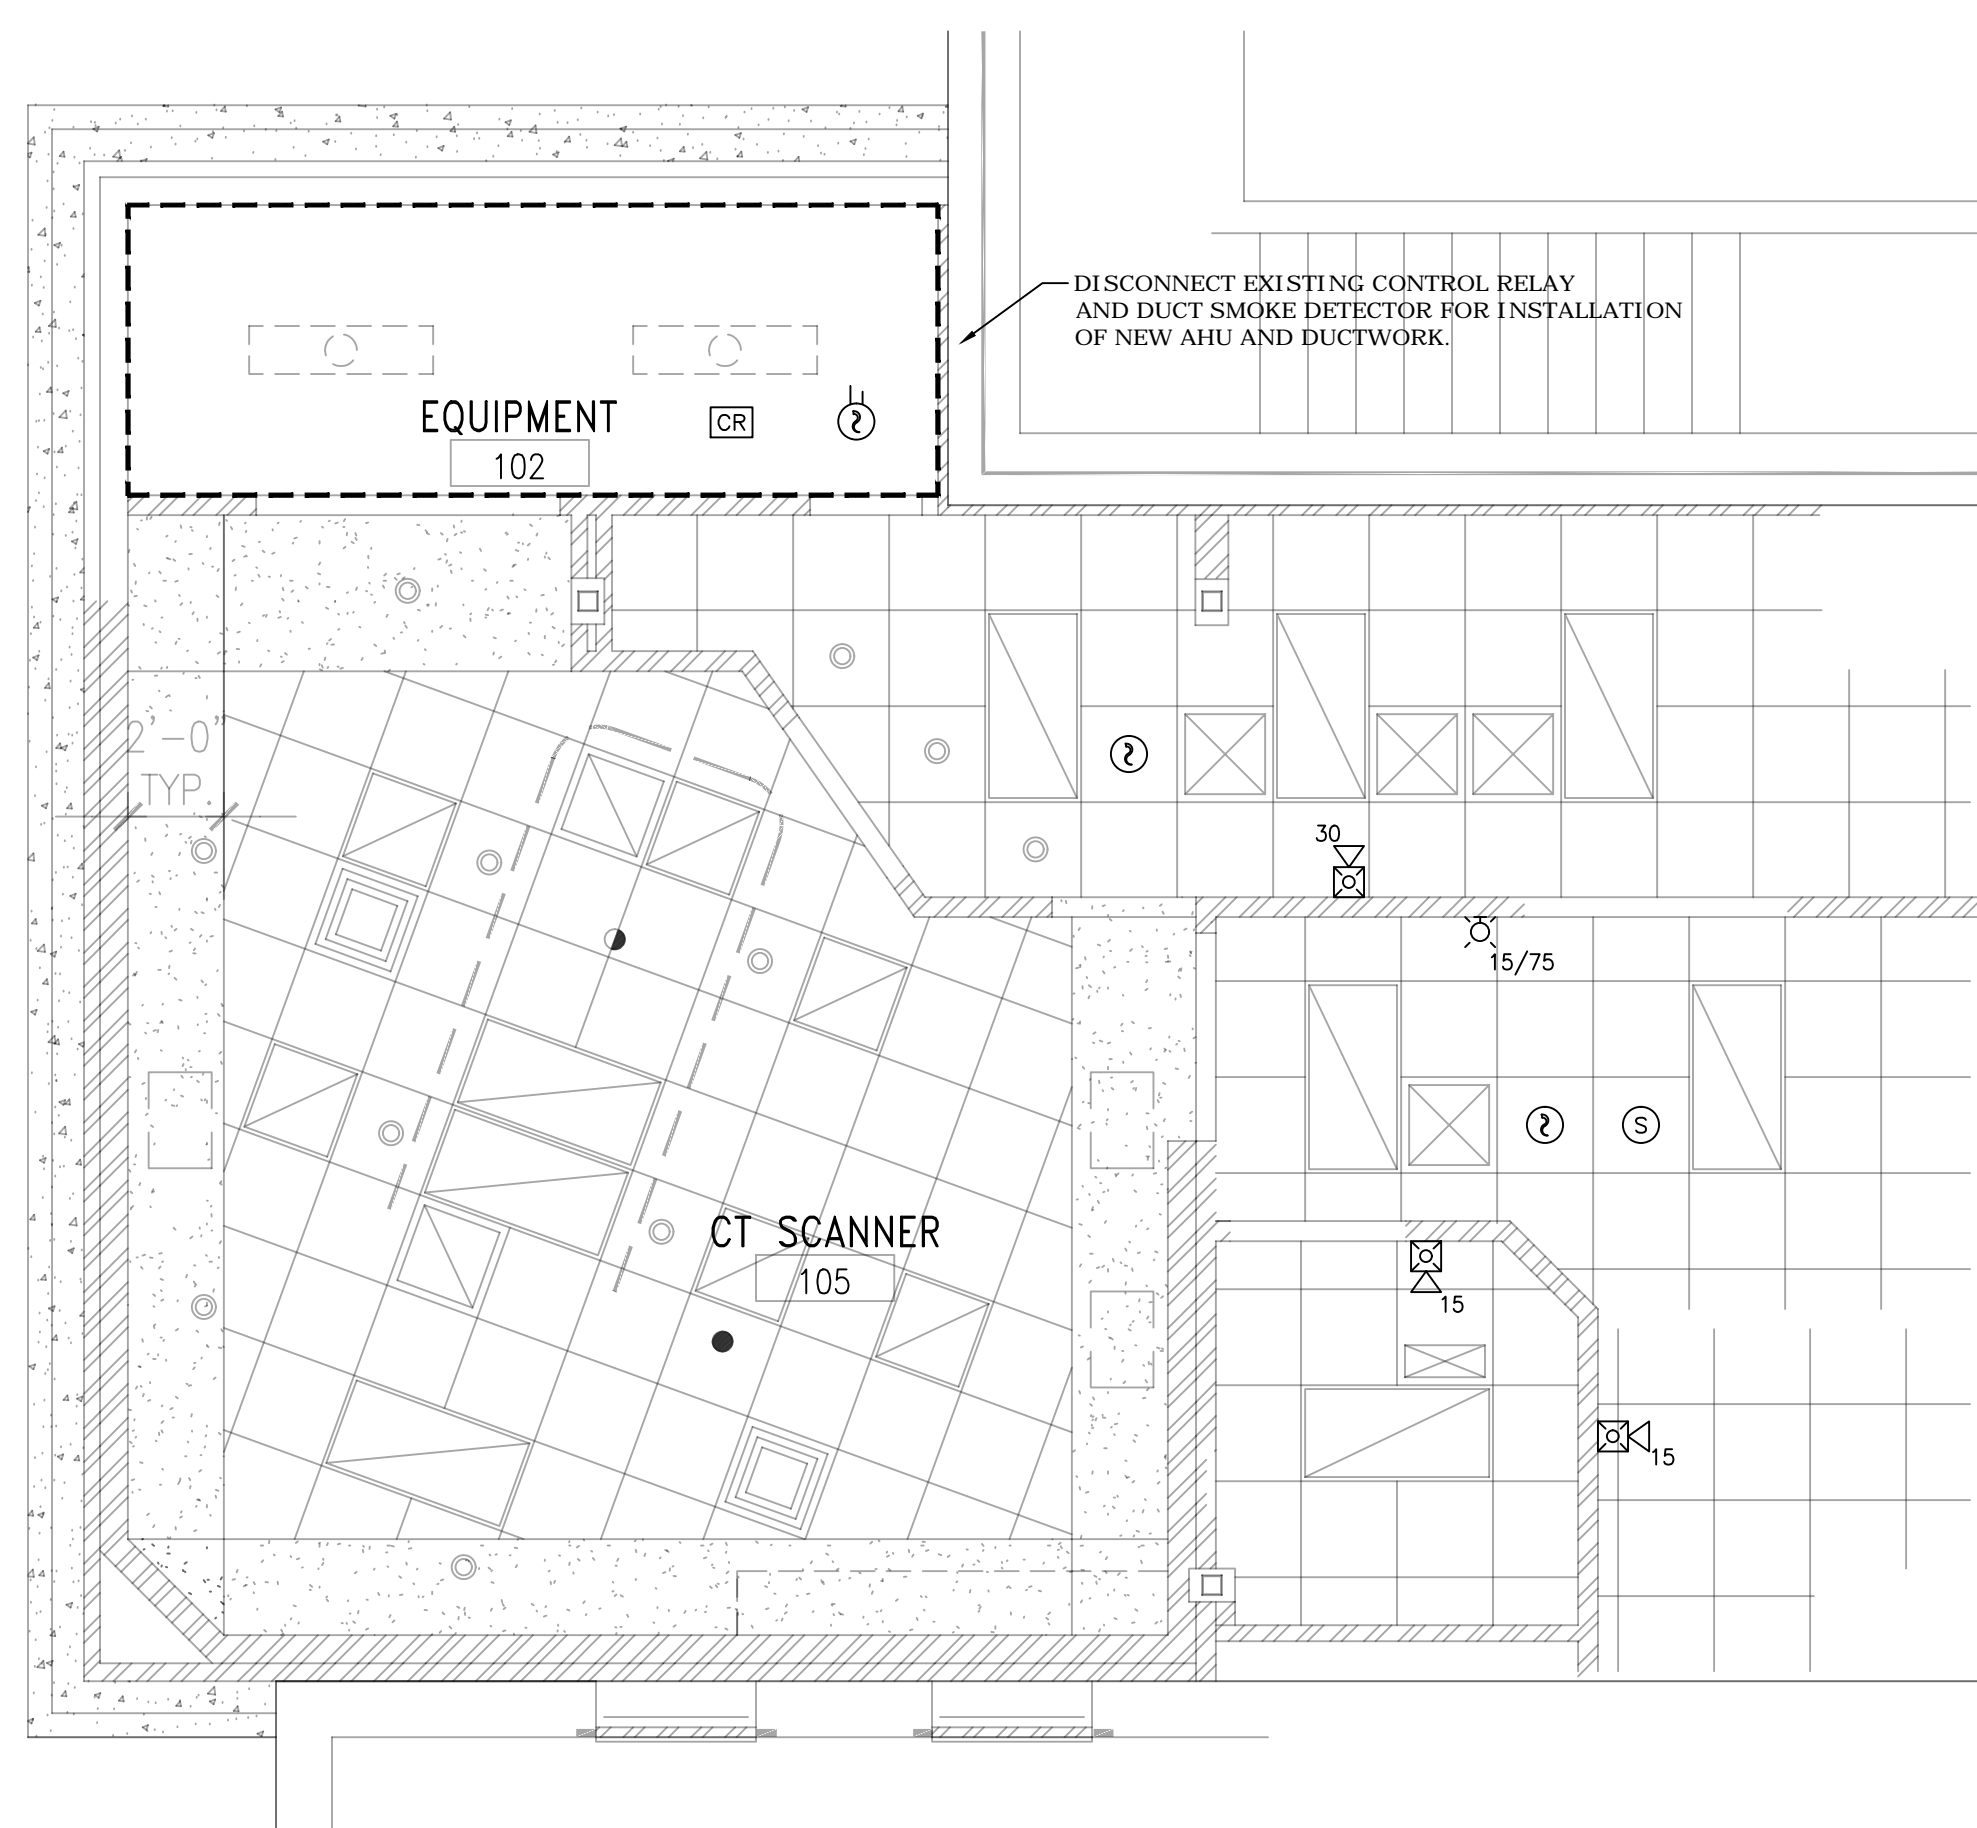 DISCONNECT EXISTING CONTROL RELAY
AND DUCT SMOKE DETECTOR FOR INSTALLATION
OF NEW AHU AND DUCTWORK.
EQUIPMENT
102
CR
2'-0"
TYP.
30
15/75
S
CT SCANNER
105
15
15